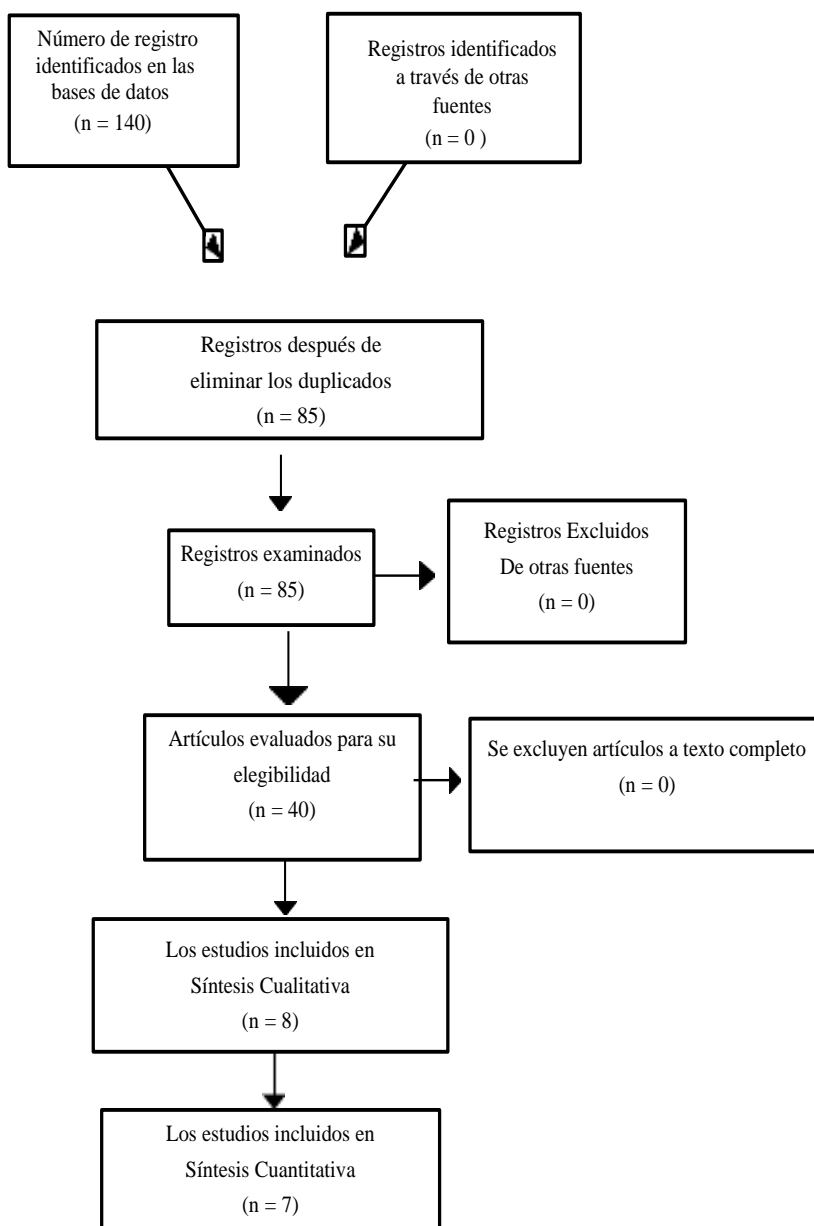 Número de registro
identificados en las
bases de datos
(n = 140)
Registros identificados
a través de otras
fuentes
(n = 0 )
Registros después de
eliminar los duplicados
(n = 85)
Registros examinados
(n = 85)
Registros Excluidos
De otras fuentes
(n = 0)
Artículos evaluados para su
elegibilidad
(n = 40)
Se excluyen artículos a texto completo
(n = 0)
Los estudios incluidos en
Síntesis Cualitativa
(n = 8)
Los estudios incluidos en
Síntesis Cuantitativa
(n = 7)